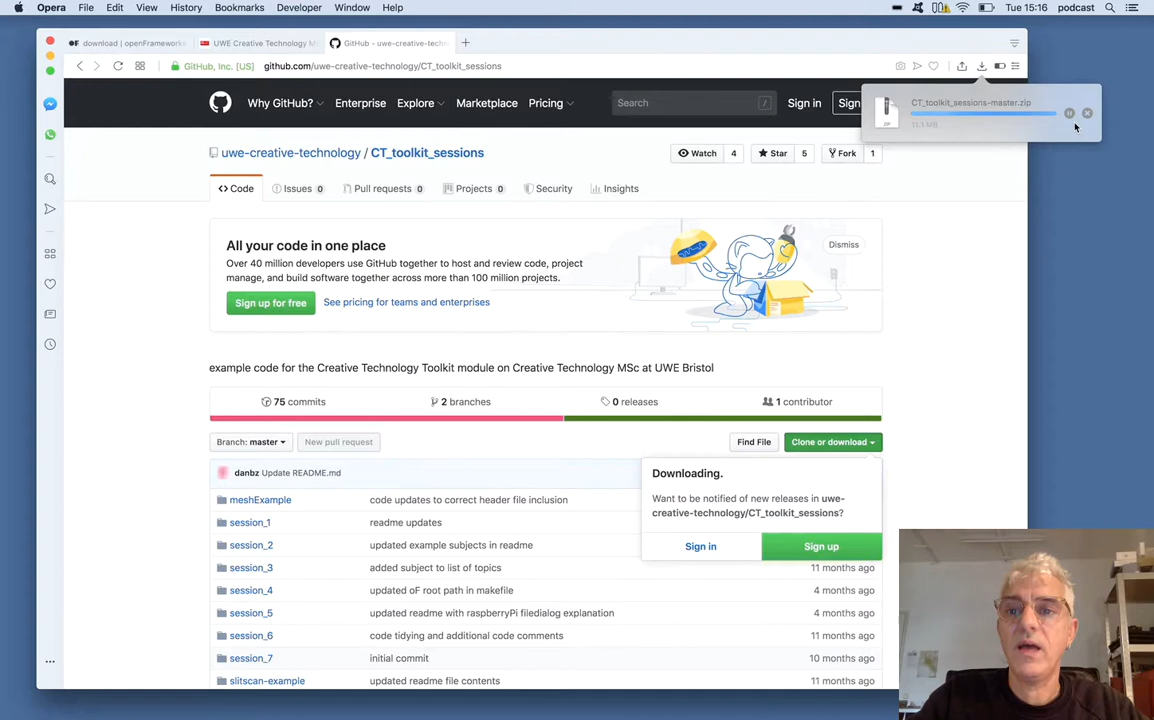 Opera File Edit View History Bookmarks Developer Window Help Tue 15:16 podcast
OF download | openFrameworks UWE Creative Technology M GitHub - uwe-creative-techn +
GitHub, Inc. [US] github.com/uwe-creative-technology/CT_toolkit_sessions
Why GitHub? Enterprise Explore Marketplace Pricing Search / Sign in Sign
CT_toolkit_sessions-master.zip
11.1 MB
ZIP
uwe-creative-technology / CT_toolkit_sessions
Watch 4 Star 5 Fork 1
Code Issues 0 Pull requests 0 Projects 0 Security Insights
All your code in one place
Over 40 million developers use GitHub together to host and review code, project
manage, and build software together across more than 100 million projects.
Sign up for free See pricing for teams and enterprises
Dismiss
example code for the Creative Technology Toolkit module on Creative Technology MSc at UWE Bristol
75 commits 2 branches 0 releases 1 contributor
Branch: master New pull request Find File Clone or download
danbz Update README.md
Downloading.
Want to be notified of new releases in uwe-
creative-technology/CT_toolkit_sessions?
Sign in Sign up
meshExample code updates to correct header file inclusion
session_1 readme updates
session_2 updated example subjects in readme
session_3 added subject to list of topics 11 months ago
session_4 updated oF root path in makefile 4 months ago
session_5 updated readme with raspberryPi filedialog explanation 4 months ago
session_6 code tidying and additional code comments 11 months ago
session_7 initial commit 10 months ago
slitscan-example updated readme file contents 11 months ago